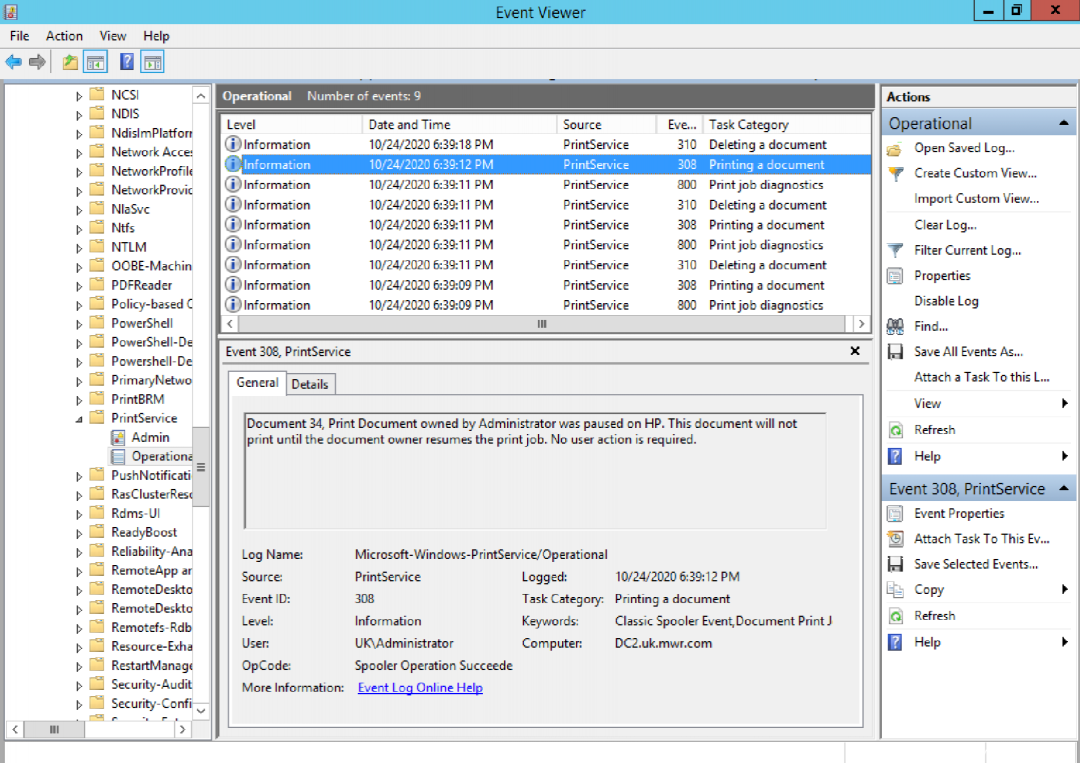 Event Viewer
File Action View Help
NCSI
NDIS
NdisImPlatforr
Network Acces
NetworkProfile
NetworkProvid
NlaSvc
Ntfs
NTLM
OOBE-Machin
PDFReader
Policy-based C
PowerShell
PowerShell-De
Powershell-De
PrimaryNetwo
PrintBRM
PrintService
Admin
Operationa
PushNotificati
RasClusterReso
Rdms-UI
ReadyBoost
Reliability-Ana
RemoteApp ar
RemoteDeskto
RemoteDeskto
Remotefs-Rdb
Resource-Exha
RestartManage
Security-Audit
Security-Confi
Operational Number of events: 9
Level Date and Time Source Eve... Task Category
Information 10/24/2020 6:39:18 PM PrintService 310 Deleting a document
Information 10/24/2020 6:39:12 PM PrintService 308 Printing a document
Information 10/24/2020 6:39:11 PM PrintService 800 Print job diagnostics
Information 10/24/2020 6:39:11 PM PrintService 310 Deleting a document
Information 10/24/2020 6:39:11 PM PrintService 308 Printing a document
Information 10/24/2020 6:39:11 PM PrintService 800 Print job diagnostics
Information 10/24/2020 6:39:11 PM PrintService 310 Deleting a document
Information 10/24/2020 6:39:09 PM PrintService 308 Printing a document
Information 10/24/2020 6:39:09 PM PrintService 800 Print job diagnostics
Event 308, PrintService
General Details
Document 34, Print Document owned by Administrator was paused on HP. This document will not
print until the document owner resumes the print job. No user action is required.
Log Name: Microsoft-Windows-PrintService/Operational
Source: PrintService Logged: 10/24/2020 6:39:12 PM
Event ID: 308 Task Category: Printing a document
Level: Information Keywords: Classic Spooler Event,Document Print J
User: UK\Administrator Computer: DC2.uk.mwr.com
OpCode: Spooler Operation Succeede
More Information: Event Log Online Help
Actions
Operational
Open Saved Log...
Create Custom View...
Import Custom View...
Clear Log...
Filter Current Log...
Properties
Disable Log
Find...
Save All Events As...
Attach a Task To this L...
View
Refresh
Help
Event 308, PrintService
Event Properties
Attach Task To This Ev...
Save Selected Events...
Copy
Refresh
Help